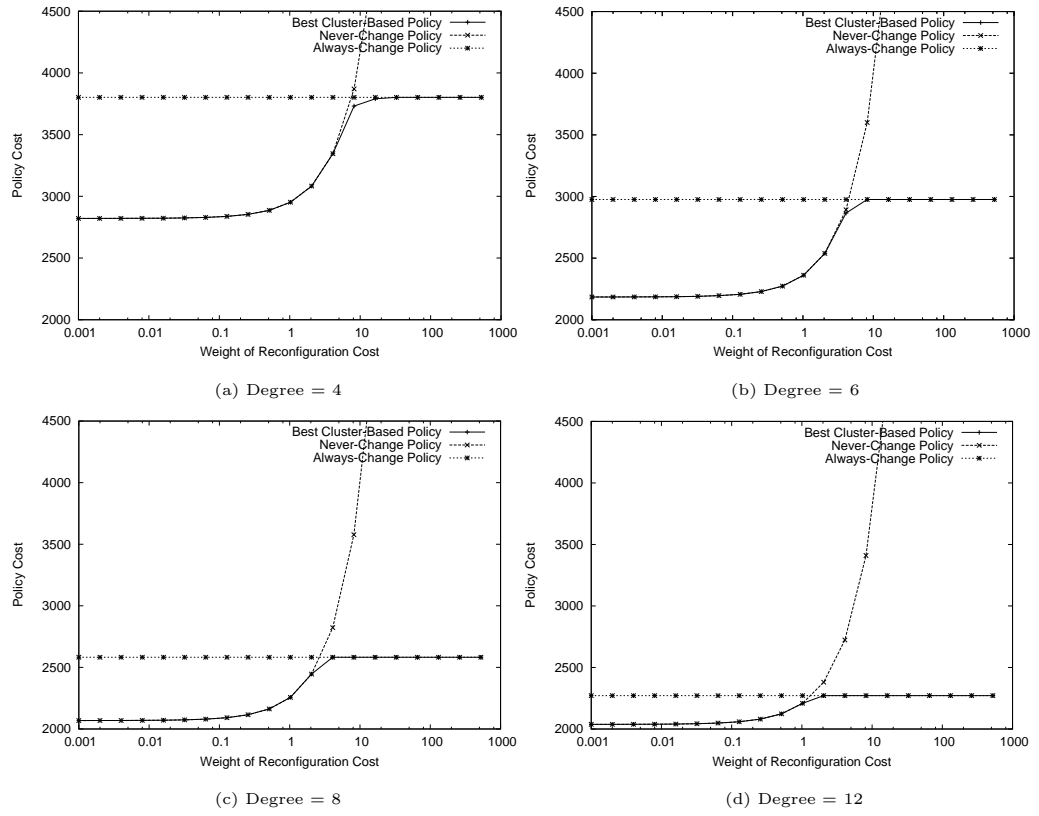 4500
4000
3500
3000
2500
2000
Policy Cost
0.001 0.01 0.1 1 10 100 1000
Weight of Reconfiguration Cost
Best Cluster-Based Policy
Never-Change Policy
Always-Change Policy
(a) Degree = 4
4500
4000
3500
3000
2500
2000
Policy Cost
0.001 0.01 0.1 1 10 100 1000
Weight of Reconfiguration Cost
Best Cluster-Based Policy
Never-Change Policy
Always-Change Policy
(b) Degree = 6
4500
4000
3500
3000
2500
2000
Policy Cost
0.001 0.01 0.1 1 10 100 1000
Weight of Reconfiguration Cost
Best Cluster-Based Policy
Never-Change Policy
Always-Change Policy
(c) Degree = 8
4500
4000
3500
3000
2500
2000
Policy Cost
0.001 0.01 0.1 1 10 100 1000
Weight of Reconfiguration Cost
Best Cluster-Based Policy
Never-Change Policy
Always-Change Policy
(d) Degree = 12